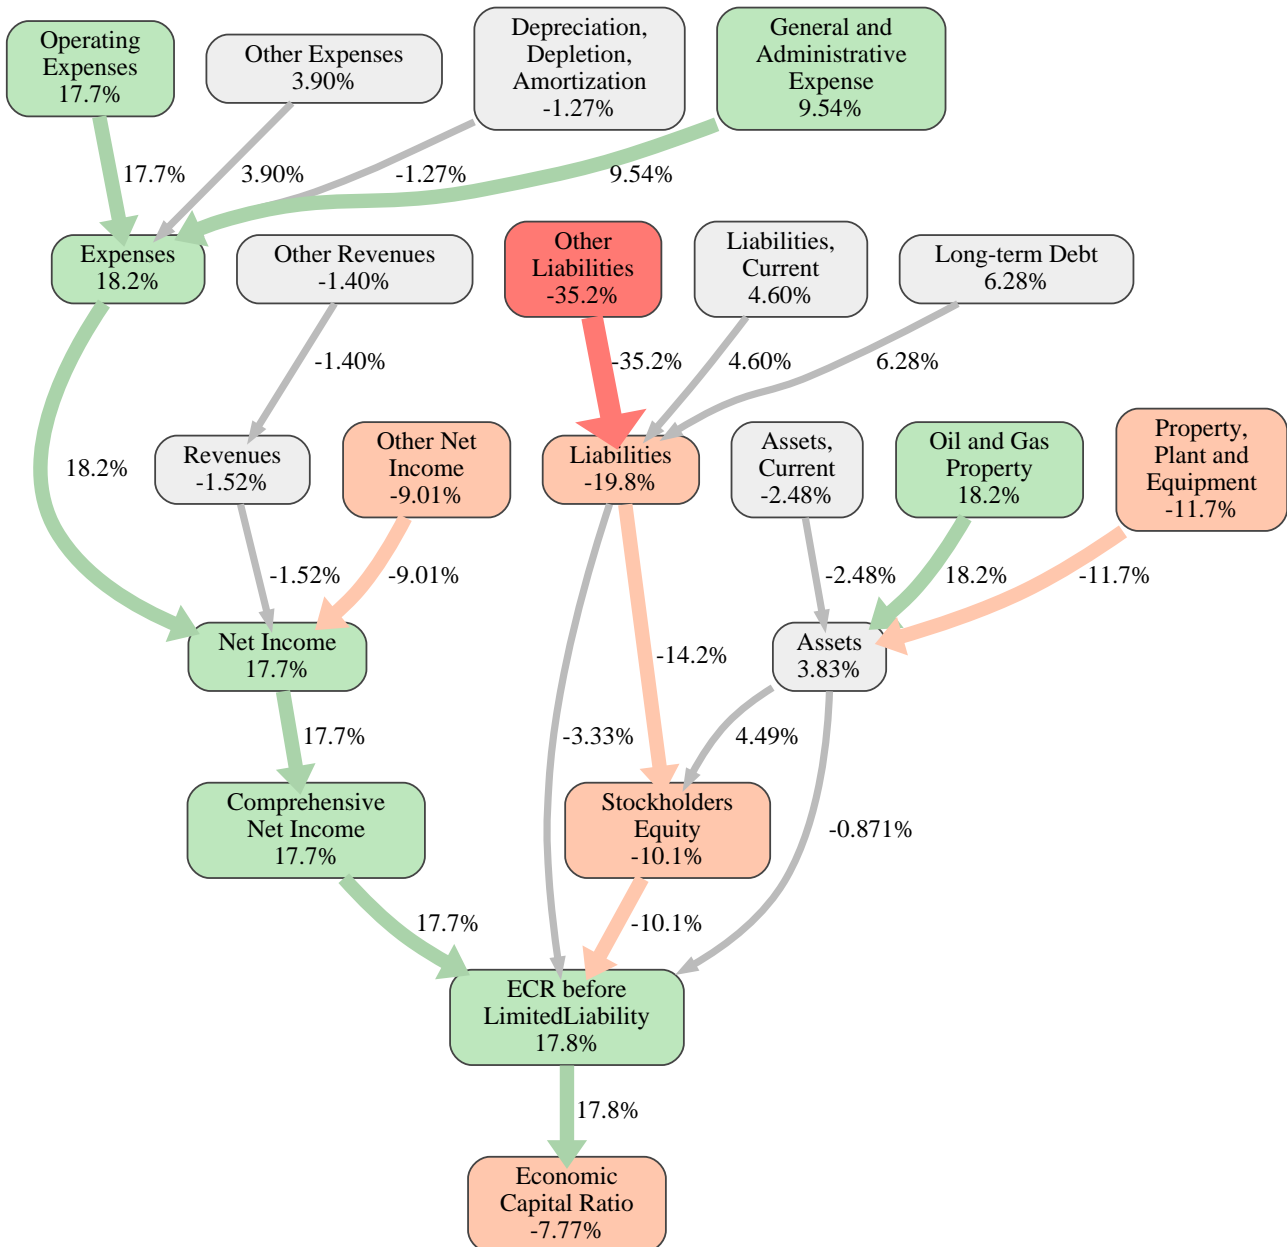 Operating
Expenses
17.7%
Other Expenses
3.90%
Depreciation,
Depletion,
Amortization
-1.27%
General and
Administrative
Expense
9.54%
17.7%
3.90%
-1.27%
9.54%
Expenses
18.2%
Other Revenues
-1.40%
Other
Liabilities
-35.2%
Liabilities,
Current
4.60%
Long-term Debt
6.28%
-1.40%
-35.2%
4.60%
6.28%
18.2%
Revenues
-1.52%
Other Net
Income
-9.01%
Liabilities
-19.8%
Assets,
Current
-2.48%
Oil and Gas
Property
18.2%
Property,
Plant and
Equipment
-11.7%
-1.52%
-9.01%
-2.48%
18.2%
-11.7%
Net Income
17.7%
-14.2%
Assets
3.83%
17.7%
-3.33%
4.49%
Comprehensive
Net Income
17.7%
Stockholders
Equity
-10.1%
-0.871%
17.7%
-10.1%
ECR before
LimitedLiability
17.8%
17.8%
Economic
Capital Ratio
-7.77%